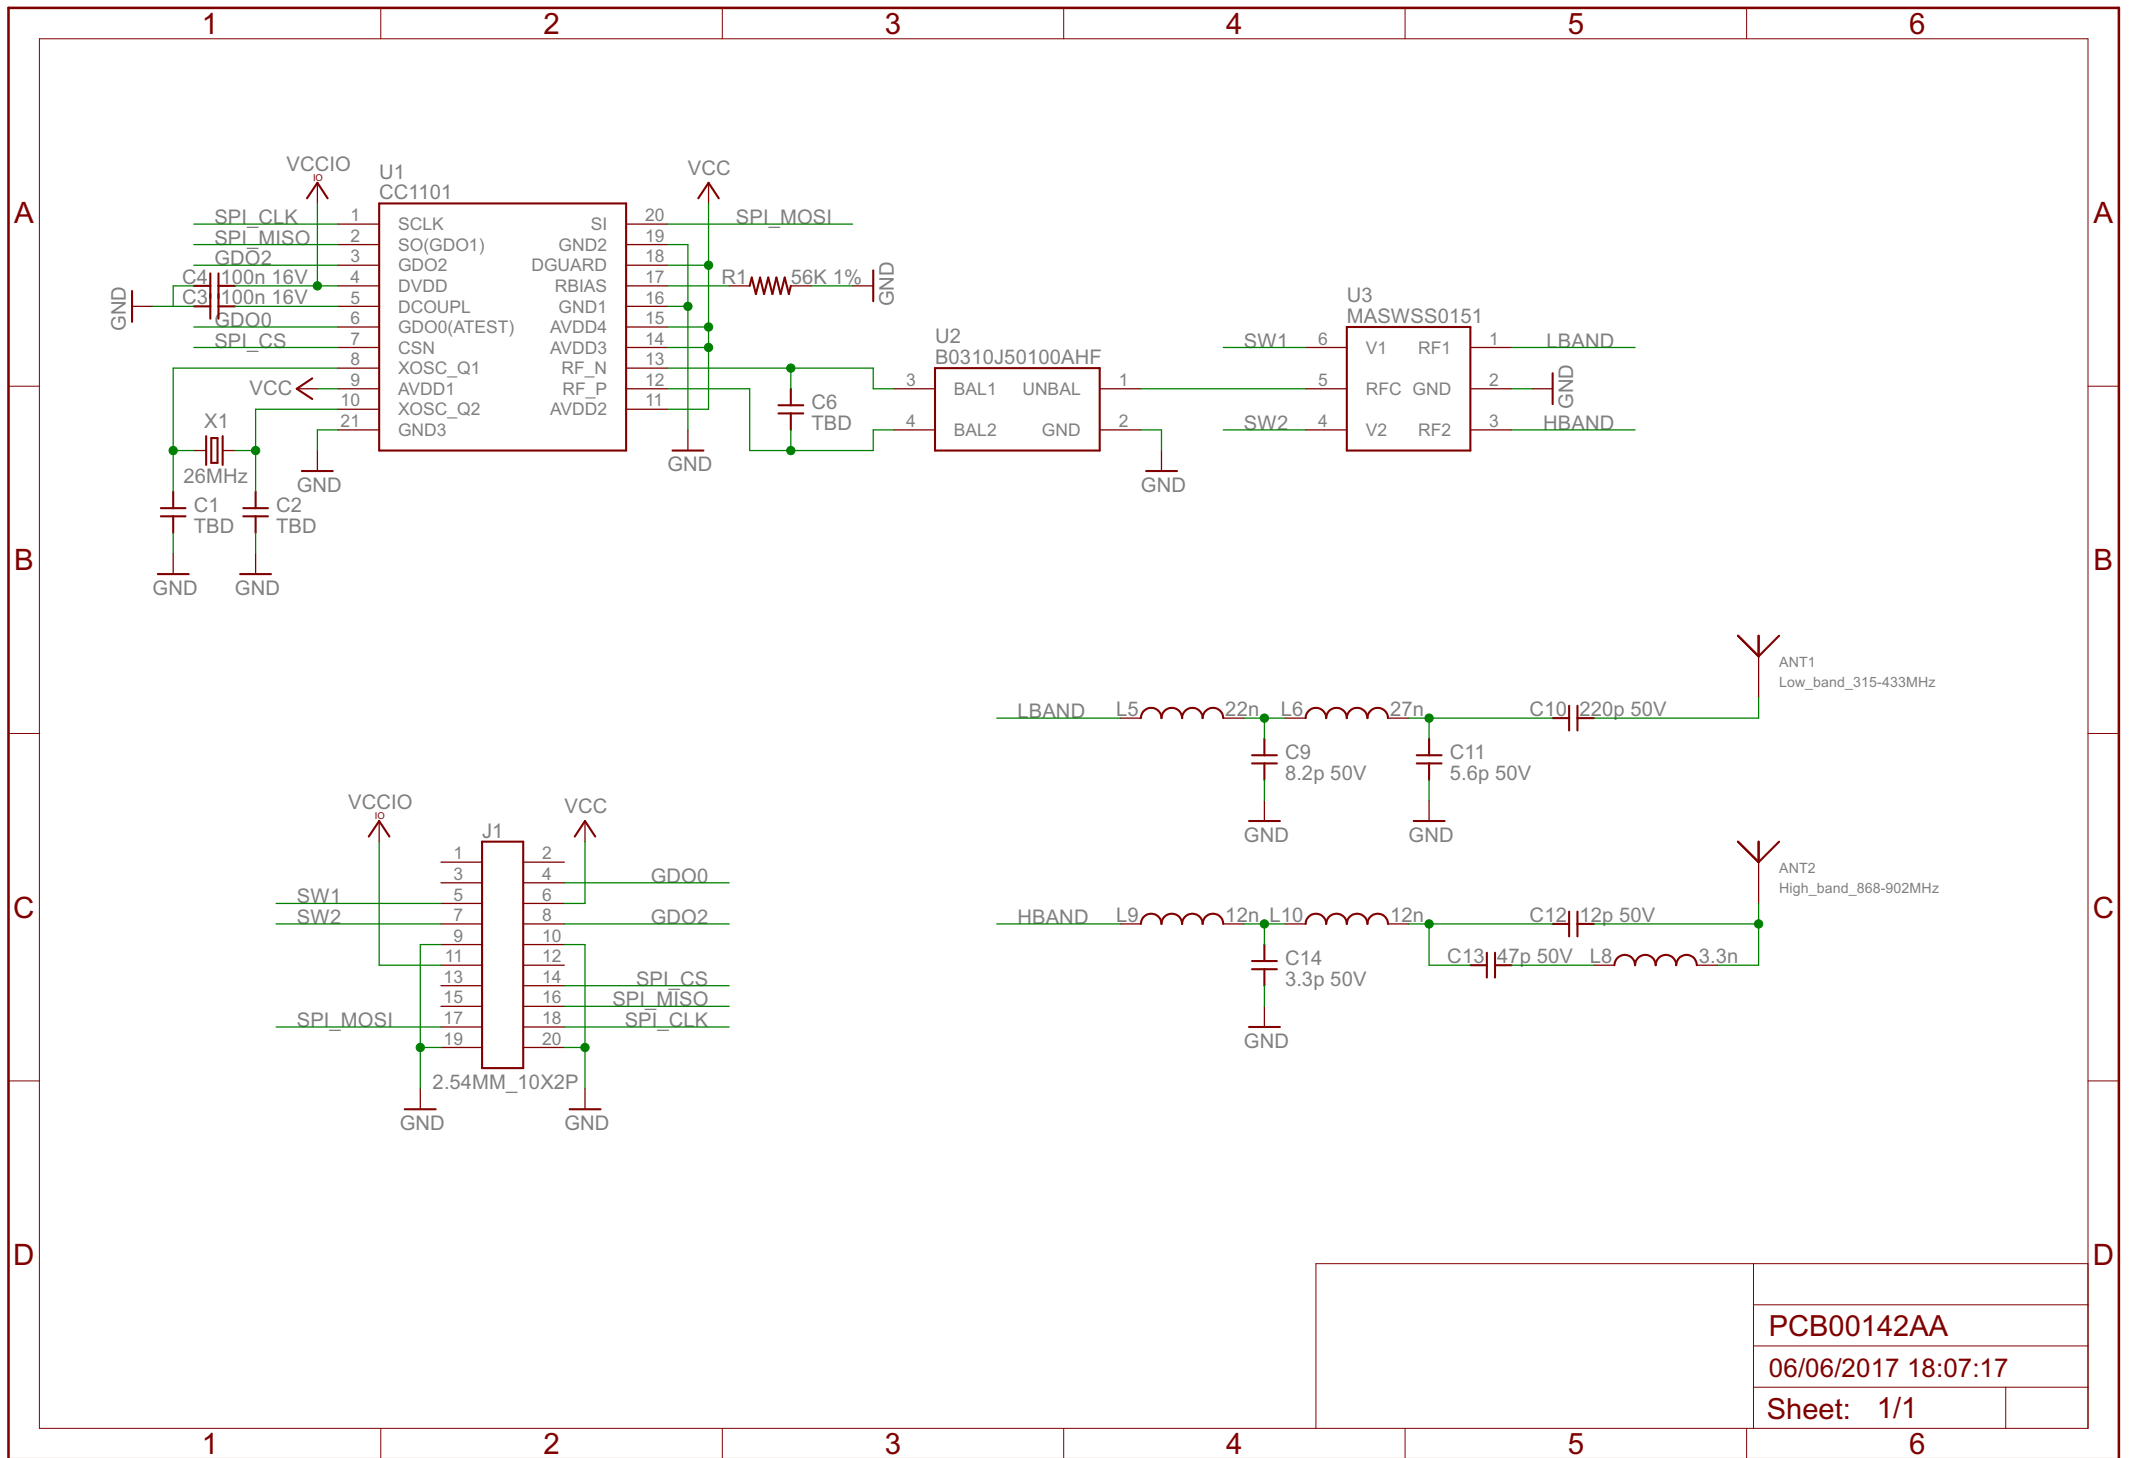 1 2 3 4 5 6
A A
VCCIO
IO
U1
CC1101
VCC
SPI_CLK 1 SCLK SI 20 SPI_MOSI
SPI_MISO 2 SO(GDO1) GND2 19
GDO2 3 GDO2 DGUARD 18
C4 100n 16V 4 DVDD RBIAS 17 R1 56K 1% GND
GND C3 100n 16V 5 DCOUPL GND1 16
GDO0 6 GDO0(ATEST) AVDD4 15
SPI_CS 7 CSN AVDD3 14
8 XOSC_Q1 RF_N 13
VCC 9 AVDD1 RF_P 12
10 XOSC_Q2 AVDD2 11
21 GND3
X1
26MHz
GND
GND
C1
TBD
C2
TBD
GND GND
C6
TBD
U2
B0310J50100AHF
3 BAL1 UNBAL 1
4 BAL2 GND 2
GND
U3
MASWSS0151
SW1 6 V1 RF1 1 LBAND
5 RFC GND 2 GND
SW2 4 V2 RF2 3 HBAND
B B
ANT1
Low_band_315-433MHz
LBAND L5 22n L6 27n C10 220p 50V
C9
8.2p 50V
C11
5.6p 50V
GND GND
VCCIO
IO
VCC
J1
1 2
3 4 GDO0
SW1 5 6
SW2 7 8 GDO2
9 10
11 12
13 14 SPI_CS
15 16 SPI_MISO
SPI_MOSI 17 18 SPI_CLK
19 20
2.54MM_10X2P
GND GND
C C
ANT2
High_band_868-902MHz
HBAND L9 12n L10 12n C12 12p 50V
C13 47p 50V L8 3.3n
C14
3.3p 50V
GND
D D
PCB00142AA
06/06/2017 18:07:17
Sheet: 1/1
1 2 3 4 5 6